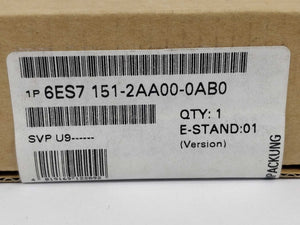 1P 6ES7 151-2AA00-0AB0
QTY: 1
SVP U9------
E-STAND:01
(Version)
PACKUNG